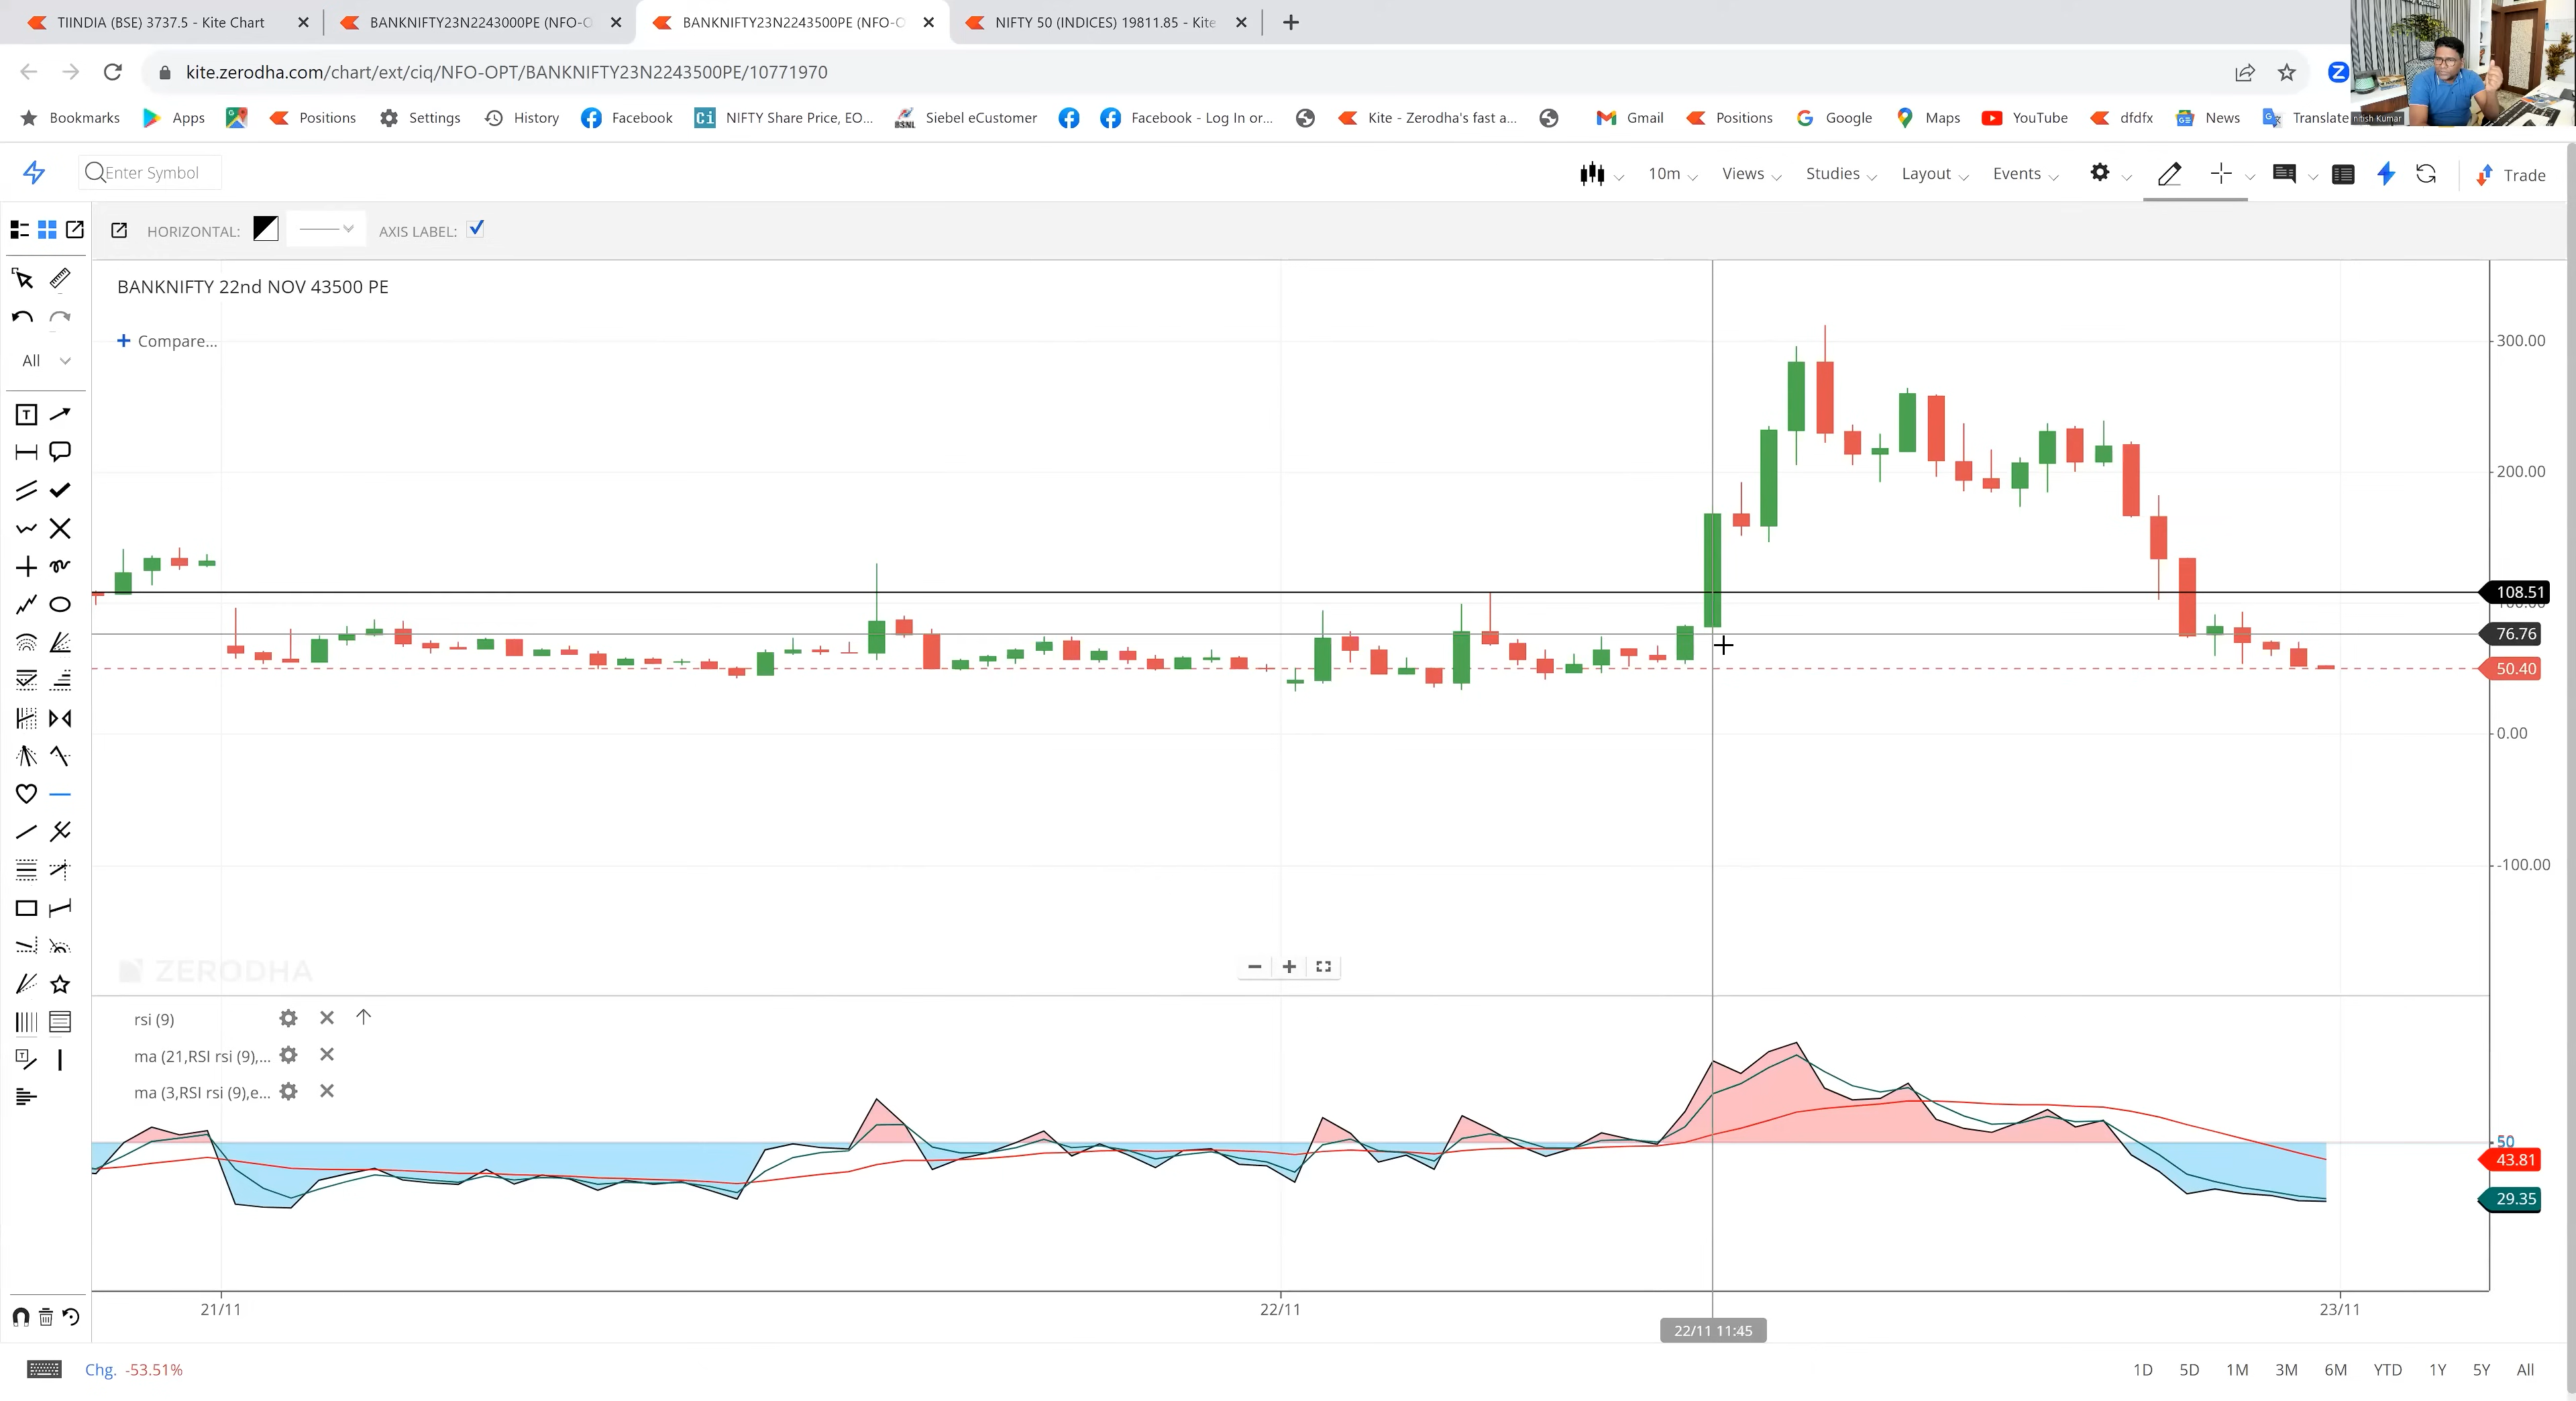 TIINDIA (BSE) 3737.5 - Kite Chart
BANKNIFTY23N2243000PE (NFO-O
BANKNIFTY23N2243500PE (NFO-O
NIFTY 50 (INDICES) 19811.85 - Kite
kite.zerodha.com/chart/ext/ciq/NFO-OPT/BANKNIFTY23N2243500PE/10771970
Z
Bookmarks
Apps
Positions
Settings
History
Facebook
Ci
NIFTY Share Price, EO...
BSNL
Siebel eCustomer
Facebook - Log In or...
Kite - Zerodha's fast a...
Gmail
Positions
Google
Maps
YouTube
dfdfx
News
Translate
nitish Kumar
Enter Symbol
10m
Views
Studies
Layout
Events
Trade
HORIZONTAL:
AXIS LABEL:
BANKNIFTY 22nd NOV 43500 PE
Compare...
All
300.00
200.00
108.51
100.00
76.76
50.40
0.00
-100.00
ZERODHA
rsi (9)
ma (21,RSI rsi (9),...
ma (3,RSI rsi (9),e...
50
43.81
29.35
21/11
22/11
23/11
22/11 11:45
Chg. -53.51%
1D 5D 1M 3M 6M YTD 1Y 5Y All